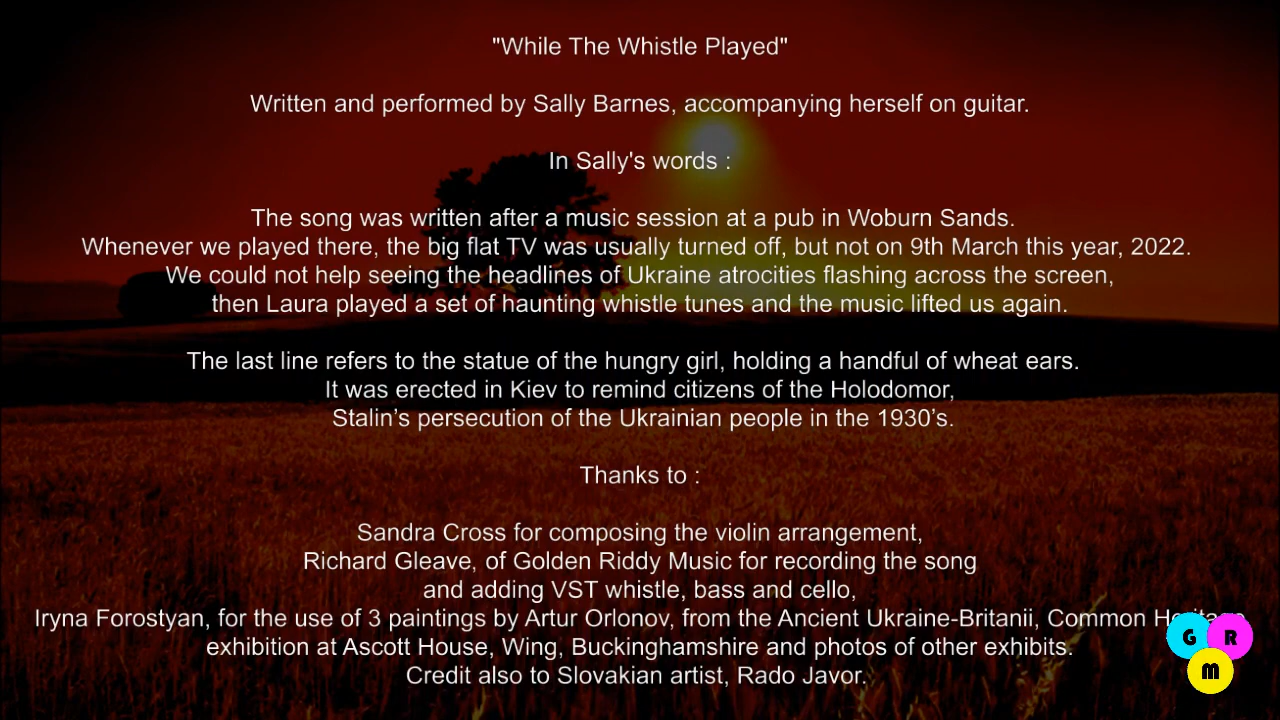 "While The Whistle Played"
Written and performed by Sally Barnes, accompanying herself on guitar.
In Sally's words :
The song was written after a music session at a pub in Woburn Sands.
Whenever we played there, the big flat TV was usually turned off, but not on 9th March this year, 2022.
We could not help seeing the headlines of Ukraine atrocities flashing across the screen,
then Laura played a set of haunting whistle tunes and the music lifted us again.
The last line refers to the statue of the hungry girl, holding a handful of wheat ears.
It was erected in Kiev to remind citizens of the Holodomor,
Stalin’s persecution of the Ukrainian people in the 1930’s.
Thanks to :
Sandra Cross for composing the violin arrangement,
Richard Gleave, of Golden Riddy Music for recording the song
and adding VST whistle, bass and cello,
Iryna Forostyan, for the use of 3 paintings by Artur Orlonov, from the Ancient Ukraine-Britanii, Common Heritage
exhibition at Ascott House, Wing, Buckinghamshire and photos of other exhibits.
Credit also to Slovakian artist, Rado Javor.
G R
M